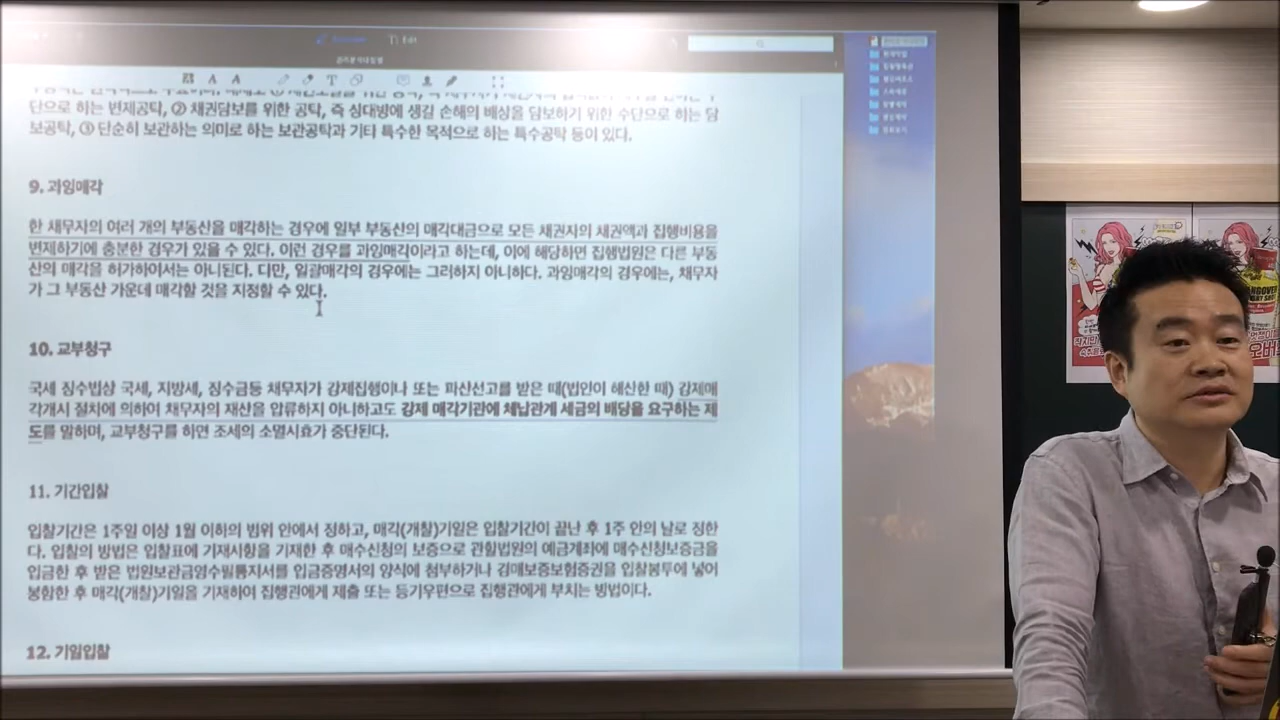 Edit
단으로 하는 변제공탁, ② 채권담보를 위한 공탁, 즉 상대방에 생길 손해의 배상을 담보하기 위한 수단으로 하는 담
보공탁, ③ 단순히 보관하는 의미로 하는 보관공탁과 기타 특수한 목적으로 하는 특수공탁 등이 있다.
9. 과잉매각
한 채무자의 여러 개의 부동산을 매각하는 경우에 일부 부동산의 매각대금으로 모든 채권자의 채권액과 집행비용을
변제하기에 충분한 경우가 있을 수 있다. 이런 경우를 과잉매각이라고 하는데, 이에 해당하면 집행법원은 다른 부동
산의 매각을 허가하여서는 아니된다. 다만, 일괄매각의 경우에는 그러하지 아니하다. 과잉매각의 경우에는, 채무자
가 그 부동산 가운데 매각할 것을 지정할 수 있다.
10. 교부청구
국세 징수법상 국세, 지방세, 징수금등 채무자가 강제집행이나 또는 파산선고를 받은 때(법인이 해산한 때) 강제매
각개시 절차에 의하여 채무자의 재산을 압류하지 아니하고도 강제 매각기관에 체납관계 세금의 배당을 요구하는 제
도를 말하며, 교부청구를 하면 조세의 소멸시효가 중단된다.
11. 기간입찰
입찰기간은 1주일 이상 1월 이하의 범위 안에서 정하고, 매각(개찰)기일은 입찰기간이 끝난 후 1주 안의 날로 정한
다. 입찰의 방법은 입찰표에 기재사항을 기재한 후 매수신청의 보증으로 관할법원의 예금계좌에 매수신청보증금을
입금한 후 받은 법원보관금영수필통지서를 입금증명서의 양식에 첨부하거나 경매보증보험증권을 입찰봉투에 넣어
봉함한 후 매각(개찰)기일을 기재하여 집행관에게 제출 또는 등기우편으로 집행관에게 부치는 방법이다.
12. 기일입찰